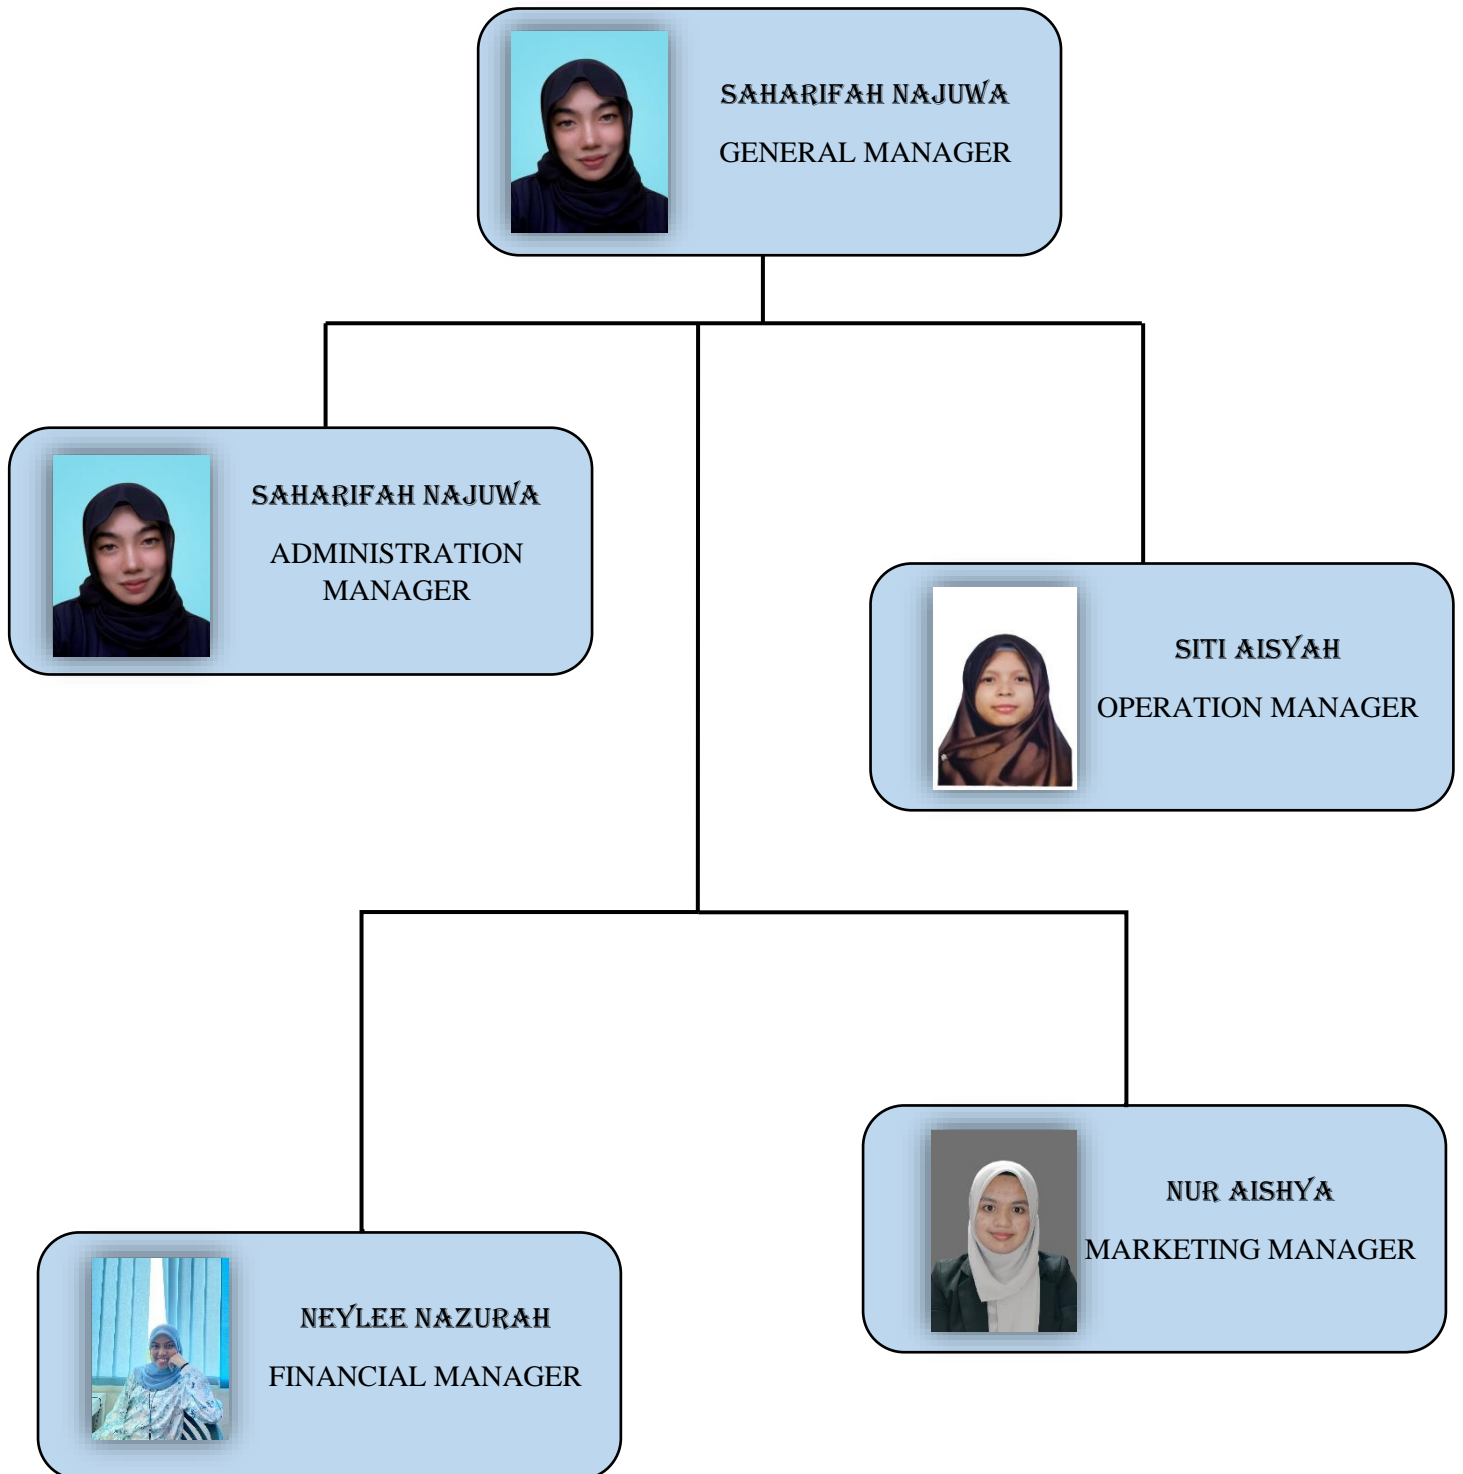 SAHARIFAH NAJUWA
GENERAL MANAGER
SAHARIFAH NAJUWA
ADMINISTRATION
MANAGER
SITI AISYAH
OPERATION MANAGER
NUR AISHYA
MARKETING MANAGER
NEYLEE NAZURAH
FINANCIAL MANAGER